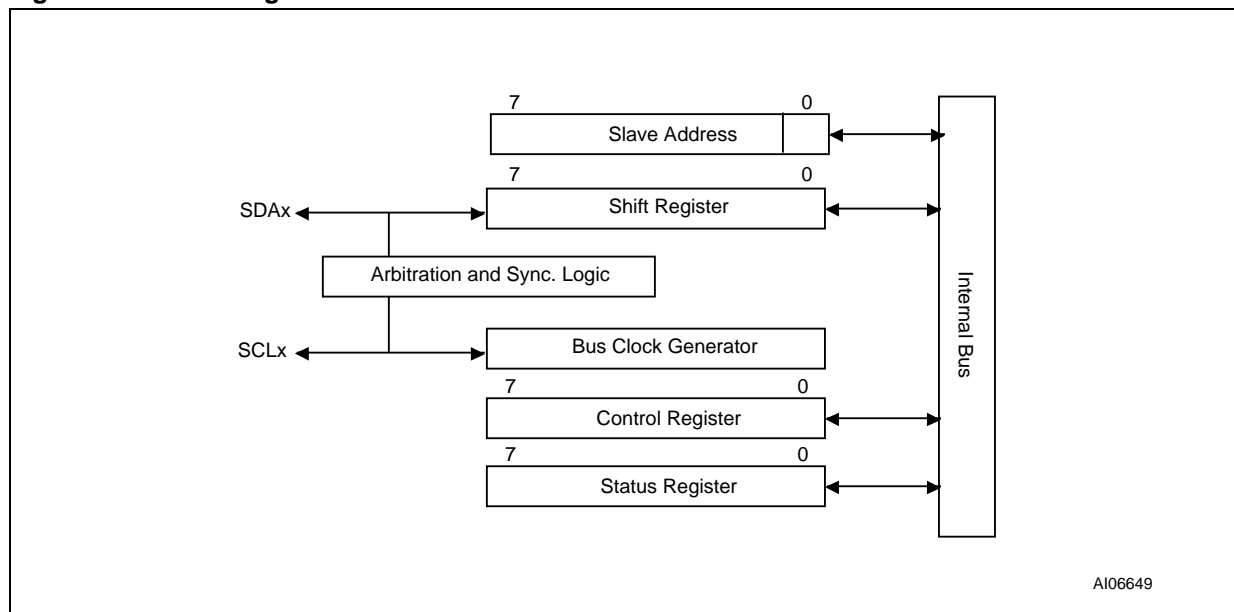 7 0
Slave Address
7 0
SDAx
Shift Register
Arbitration and Sync. Logic
Internal Bus
SCLx
Bus Clock Generator
7 0
Control Register
7 0
Status Register
AI06649